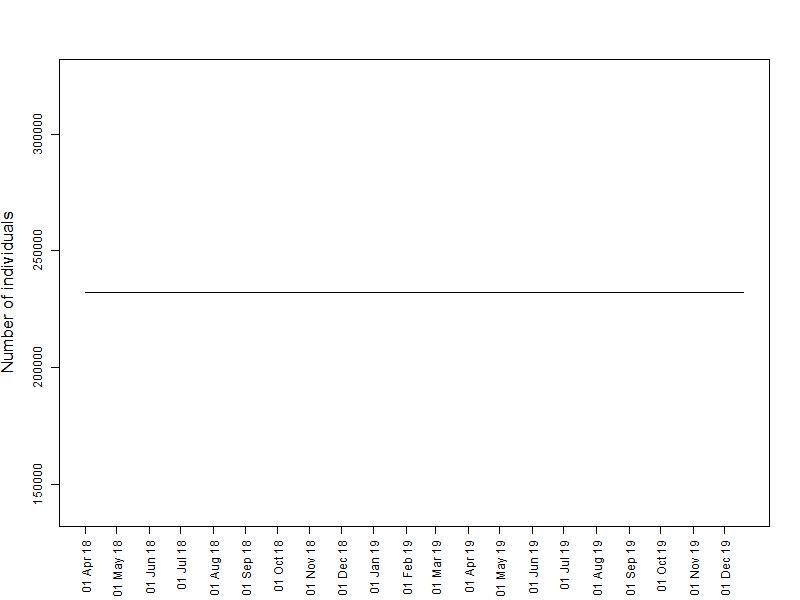 Number of individuals
300000
250000
200000
150000
01 Apr 18
01 May 18
01 Jun 18
01 Jul 18
01 Aug 18
01 Sep 18
01 Oct 18
01 Nov 18
01 Dec 18
01 Jan 19
01 Feb 19
01 Mar 19
01 Apr 19
01 May 19
01 Jun 19
01 Jul 19
01 Aug 19
01 Sep 19
01 Oct 19
01 Nov 19
01 Dec 19